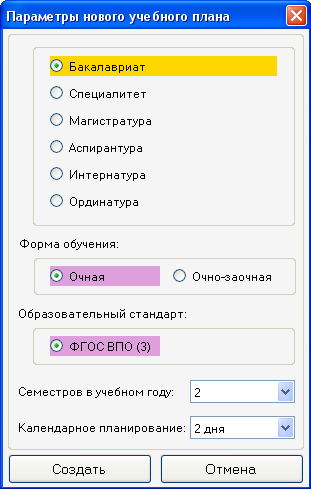 Параметры нового учебного плана
Бакалавриат
Специалитет
Магистратура
Аспирантура
Интернатура
Ординатура
Форма обучения:
Очная Очно-заочная
Образовательный стандарт:
ФГОС ВПО (3)
Семестров в учебном году: 2
Календарное планирование: 2 дня
Создать Отмена